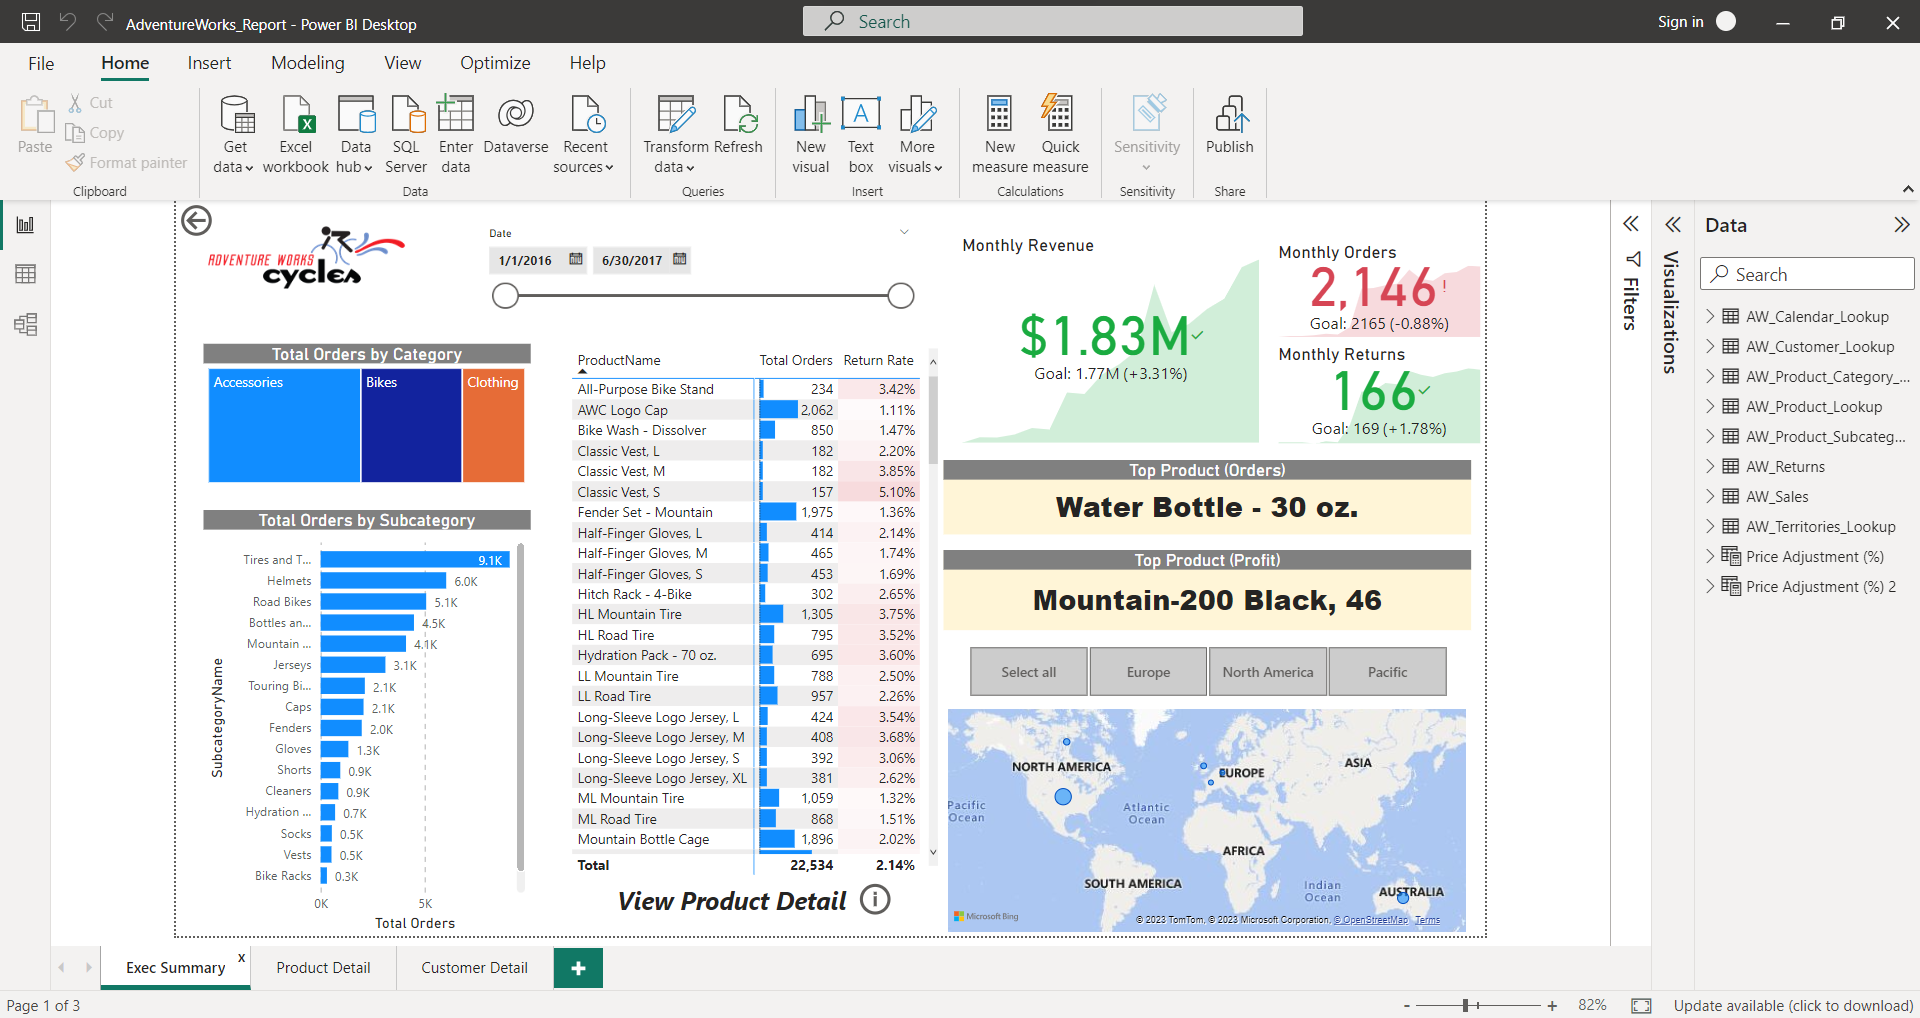 AdventureWorks_Report - Power BI Desktop
Search
Sign in
File
Home
Insert
Modeling
View
Optimize
Help
Paste
Cut
Copy
Format painter
Clipboard
Get data
Excel workbook
Data hub
SQL Server
Enter data
Dataverse
Recent sources
Data
Transform data
Refresh
Queries
New visual
Text box
More visuals
Insert
New measure
Quick measure
Calculations
Sensitivity
Sensitivity
Publish
Share
ADVENTURE WORKS
cycles
Date
1/1/2016
6/30/2017
Total Orders by Category
Accessories
Bikes
Clothing
Total Orders by Subcategory
SubcategoryName
Tires and T... 9.1K
Helmets 6.0K
Road Bikes 5.1K
Bottles an... 4.5K
Mountain ... 4.1K
Jerseys 3.1K
Touring Bi... 2.1K
Caps 2.1K
Fenders 2.0K
Gloves 1.3K
Shorts 0.9K
Cleaners 0.9K
Hydration ... 0.7K
Socks 0.5K
Vests 0.5K
Bike Racks 0.3K
0K 5K
Total Orders
ProductName Total Orders Return Rate
All-Purpose Bike Stand 234 3.42%
AWC Logo Cap 2,062 1.11%
Bike Wash - Dissolver 850 1.47%
Classic Vest, L 182 2.20%
Classic Vest, M 182 3.85%
Classic Vest, S 157 5.10%
Fender Set - Mountain 1,975 1.36%
Half-Finger Gloves, L 414 2.14%
Half-Finger Gloves, M 465 1.74%
Half-Finger Gloves, S 453 1.69%
Hitch Rack - 4-Bike 302 2.65%
HL Mountain Tire 1,305 3.75%
HL Road Tire 795 3.52%
Hydration Pack - 70 oz. 695 3.60%
LL Mountain Tire 788 2.50%
LL Road Tire 957 2.26%
Long-Sleeve Logo Jersey, L 424 3.54%
Long-Sleeve Logo Jersey, M 408 3.68%
Long-Sleeve Logo Jersey, S 392 3.06%
Long-Sleeve Logo Jersey, XL 381 2.62%
ML Mountain Tire 1,059 1.32%
ML Road Tire 868 1.51%
Mountain Bottle Cage 1,896 2.02%
Total 22,534 2.14%
View Product Detail
Monthly Revenue
$1.83M
Goal: 1.77M (+3.31%)
Monthly Orders
2,146!
Goal: 2165 (-0.88%)
Monthly Returns
166
Goal: 169 (+1.78%)
Top Product (Orders)
Water Bottle - 30 oz.
Top Product (Profit)
Mountain-200 Black, 46
Select all
Europe
North America
Pacific
NORTH AMERICA
EUROPE
ASIA
Pacific Ocean
Atlantic Ocean
AFRICA
SOUTH AMERICA
Indian Ocean
AUSTRALIA
Microsoft Bing
© 2023 TomTom, © 2023 Microsoft Corporation, © OpenStreetMap Terms
Filters
Visualizations
Data
Search
AW_Calendar_Lookup
AW_Customer_Lookup
AW_Product_Category_...
AW_Product_Lookup
AW_Product_Subcateg...
AW_Returns
AW_Sales
AW_Territories_Lookup
Price Adjustment (%)
Price Adjustment (%) 2
Exec Summary x
Product Detail
Customer Detail
+
Page 1 of 3
- + 82%
Update available (click to download)